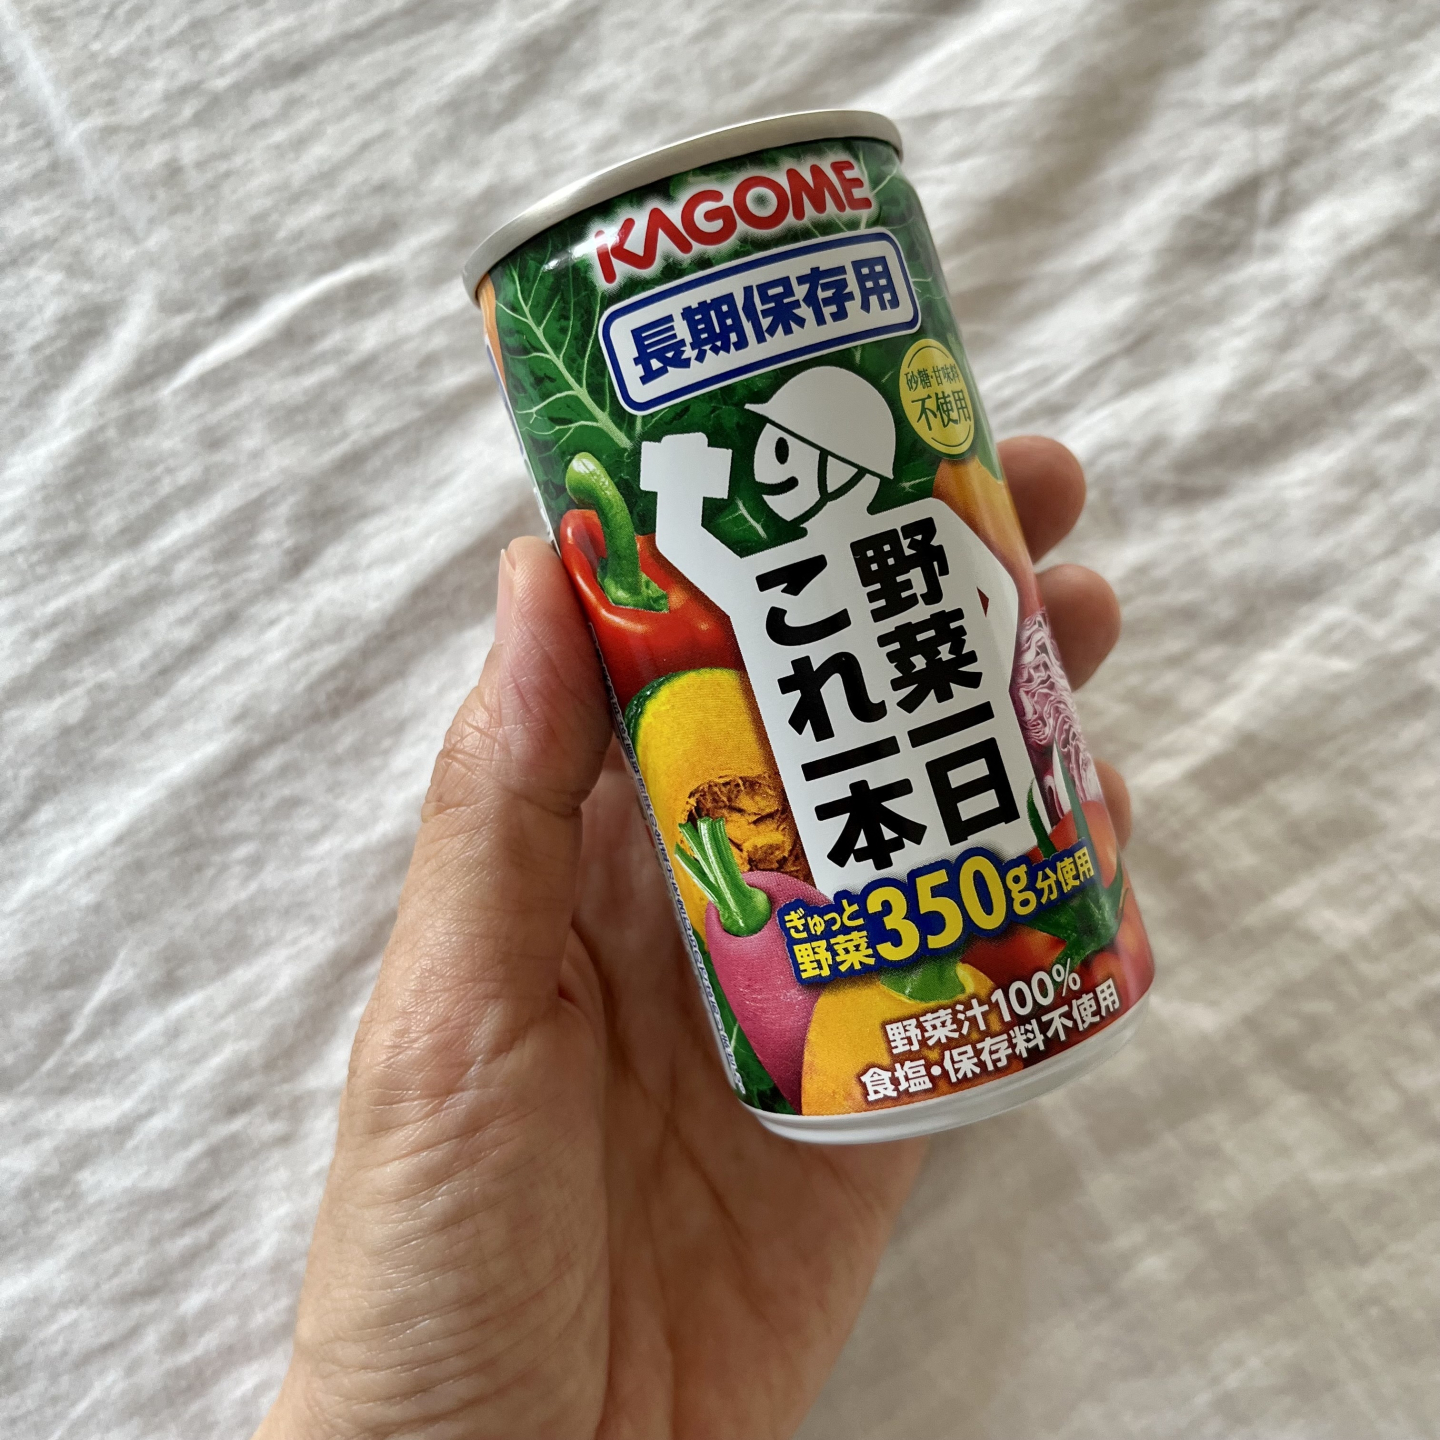 KAGOME
長期保存用
砂糖・甘味料
不使用
野菜一日
これ一本
ぎゅっと
野菜350g分使用
野菜汁100%
食塩・保存料不使用